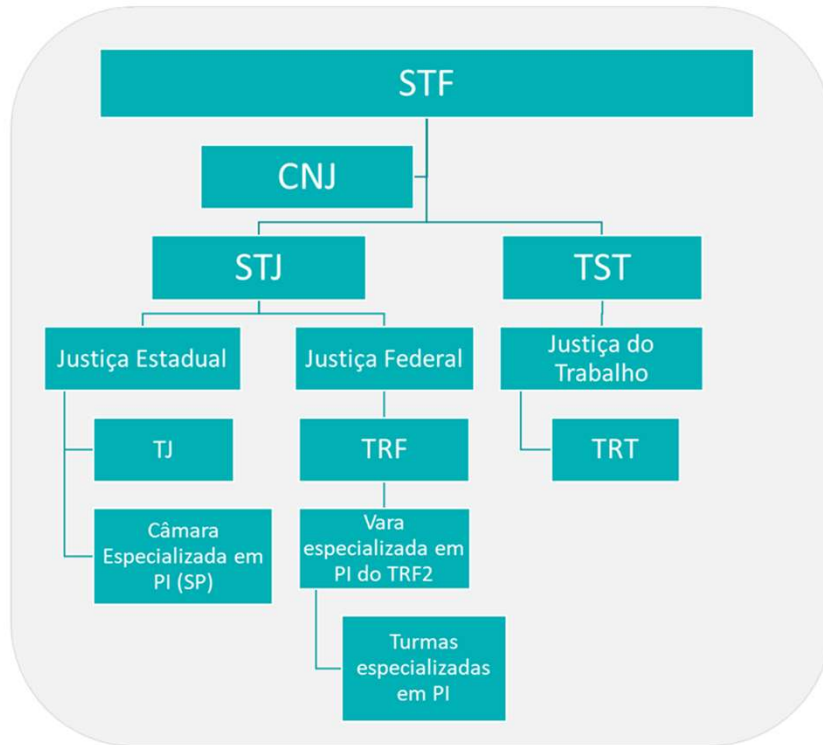 STF
CNJ
STJ
TST
Justiça Estadual
Justiça Federal
Justiça do
Trabalho
TJ
TRF
TRT
Câmara
Especializada em
PI (SP)
Vara
especializada em
PI do TRF2
Turmas
especializadas
em PI